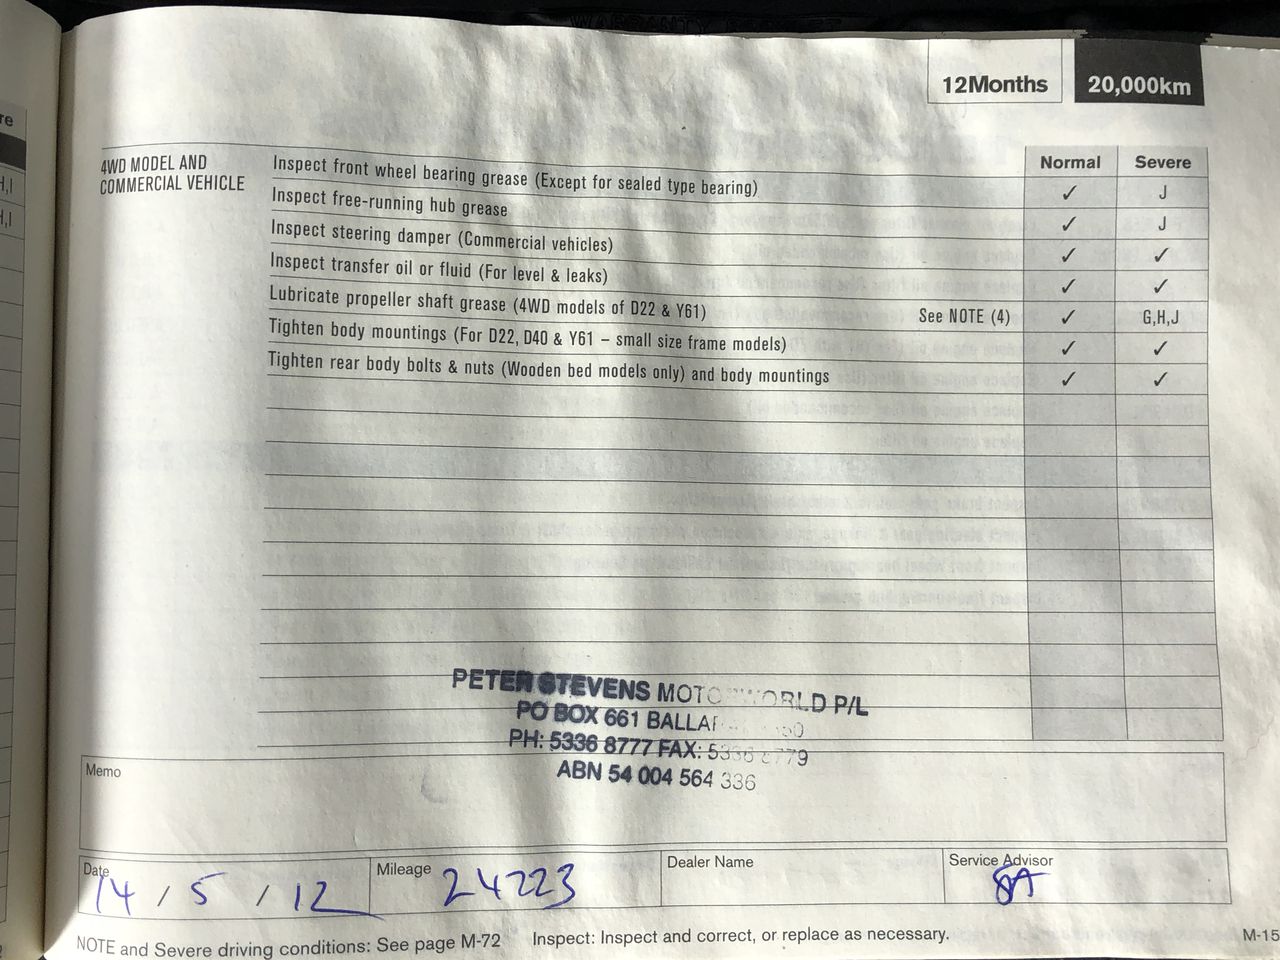 WARRANTY
12Months 20,000km
re
H,I
H,I
Normal Severe
4WD MODEL AND
COMMERCIAL VEHICLE
Inspect front wheel bearing grease (Except for sealed type bearing) ✓ J
Inspect free-running hub grease ✓ J
Inspect steering damper (Commercial vehicles) ✓ ✓
Inspect transfer oil or fluid (For level & leaks) ✓ ✓
Lubricate propeller shaft grease (4WD models of D22 & Y61) See NOTE (4) ✓ G,H,J
Tighten body mountings (For D22, D40 & Y61 – small size frame models) ✓ ✓
Tighten rear body bolts & nuts (Wooden bed models only) and body mountings ✓ ✓
PETER STEVENS MOTORWORLD P/L
PO BOX 661
PH: 5336 8777 FAX: 5336 8779
ABN 54 004 564 336
Memo
Date Mileage Dealer Name Service Advisor
14 / 5 / 12 24223
NOTE and Severe driving conditions: See page M-72 Inspect: Inspect and correct, or replace as necessary. M-15